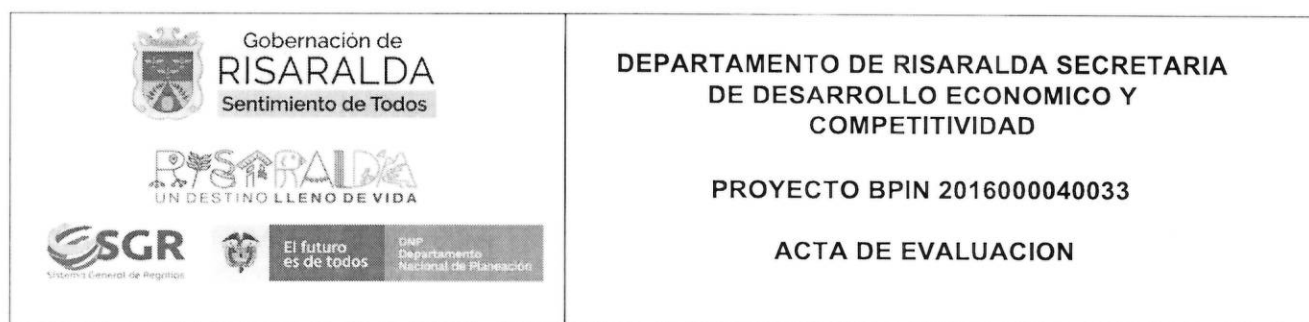 Gobernación de
RISARALDA
Sentimiento de Todos
RISARALDA
UN DESTINO LLENO DE VIDA
SGR
Sistema General de Regalías
El futuro
es de todos
DNP
Departamento
Nacional de Planeación
DEPARTAMENTO DE RISARALDA SECRETARIA
DE DESARROLLO ECONOMICO Y
COMPETITIVIDAD
PROYECTO BPIN 2016000040033
ACTA DE EVALUACION